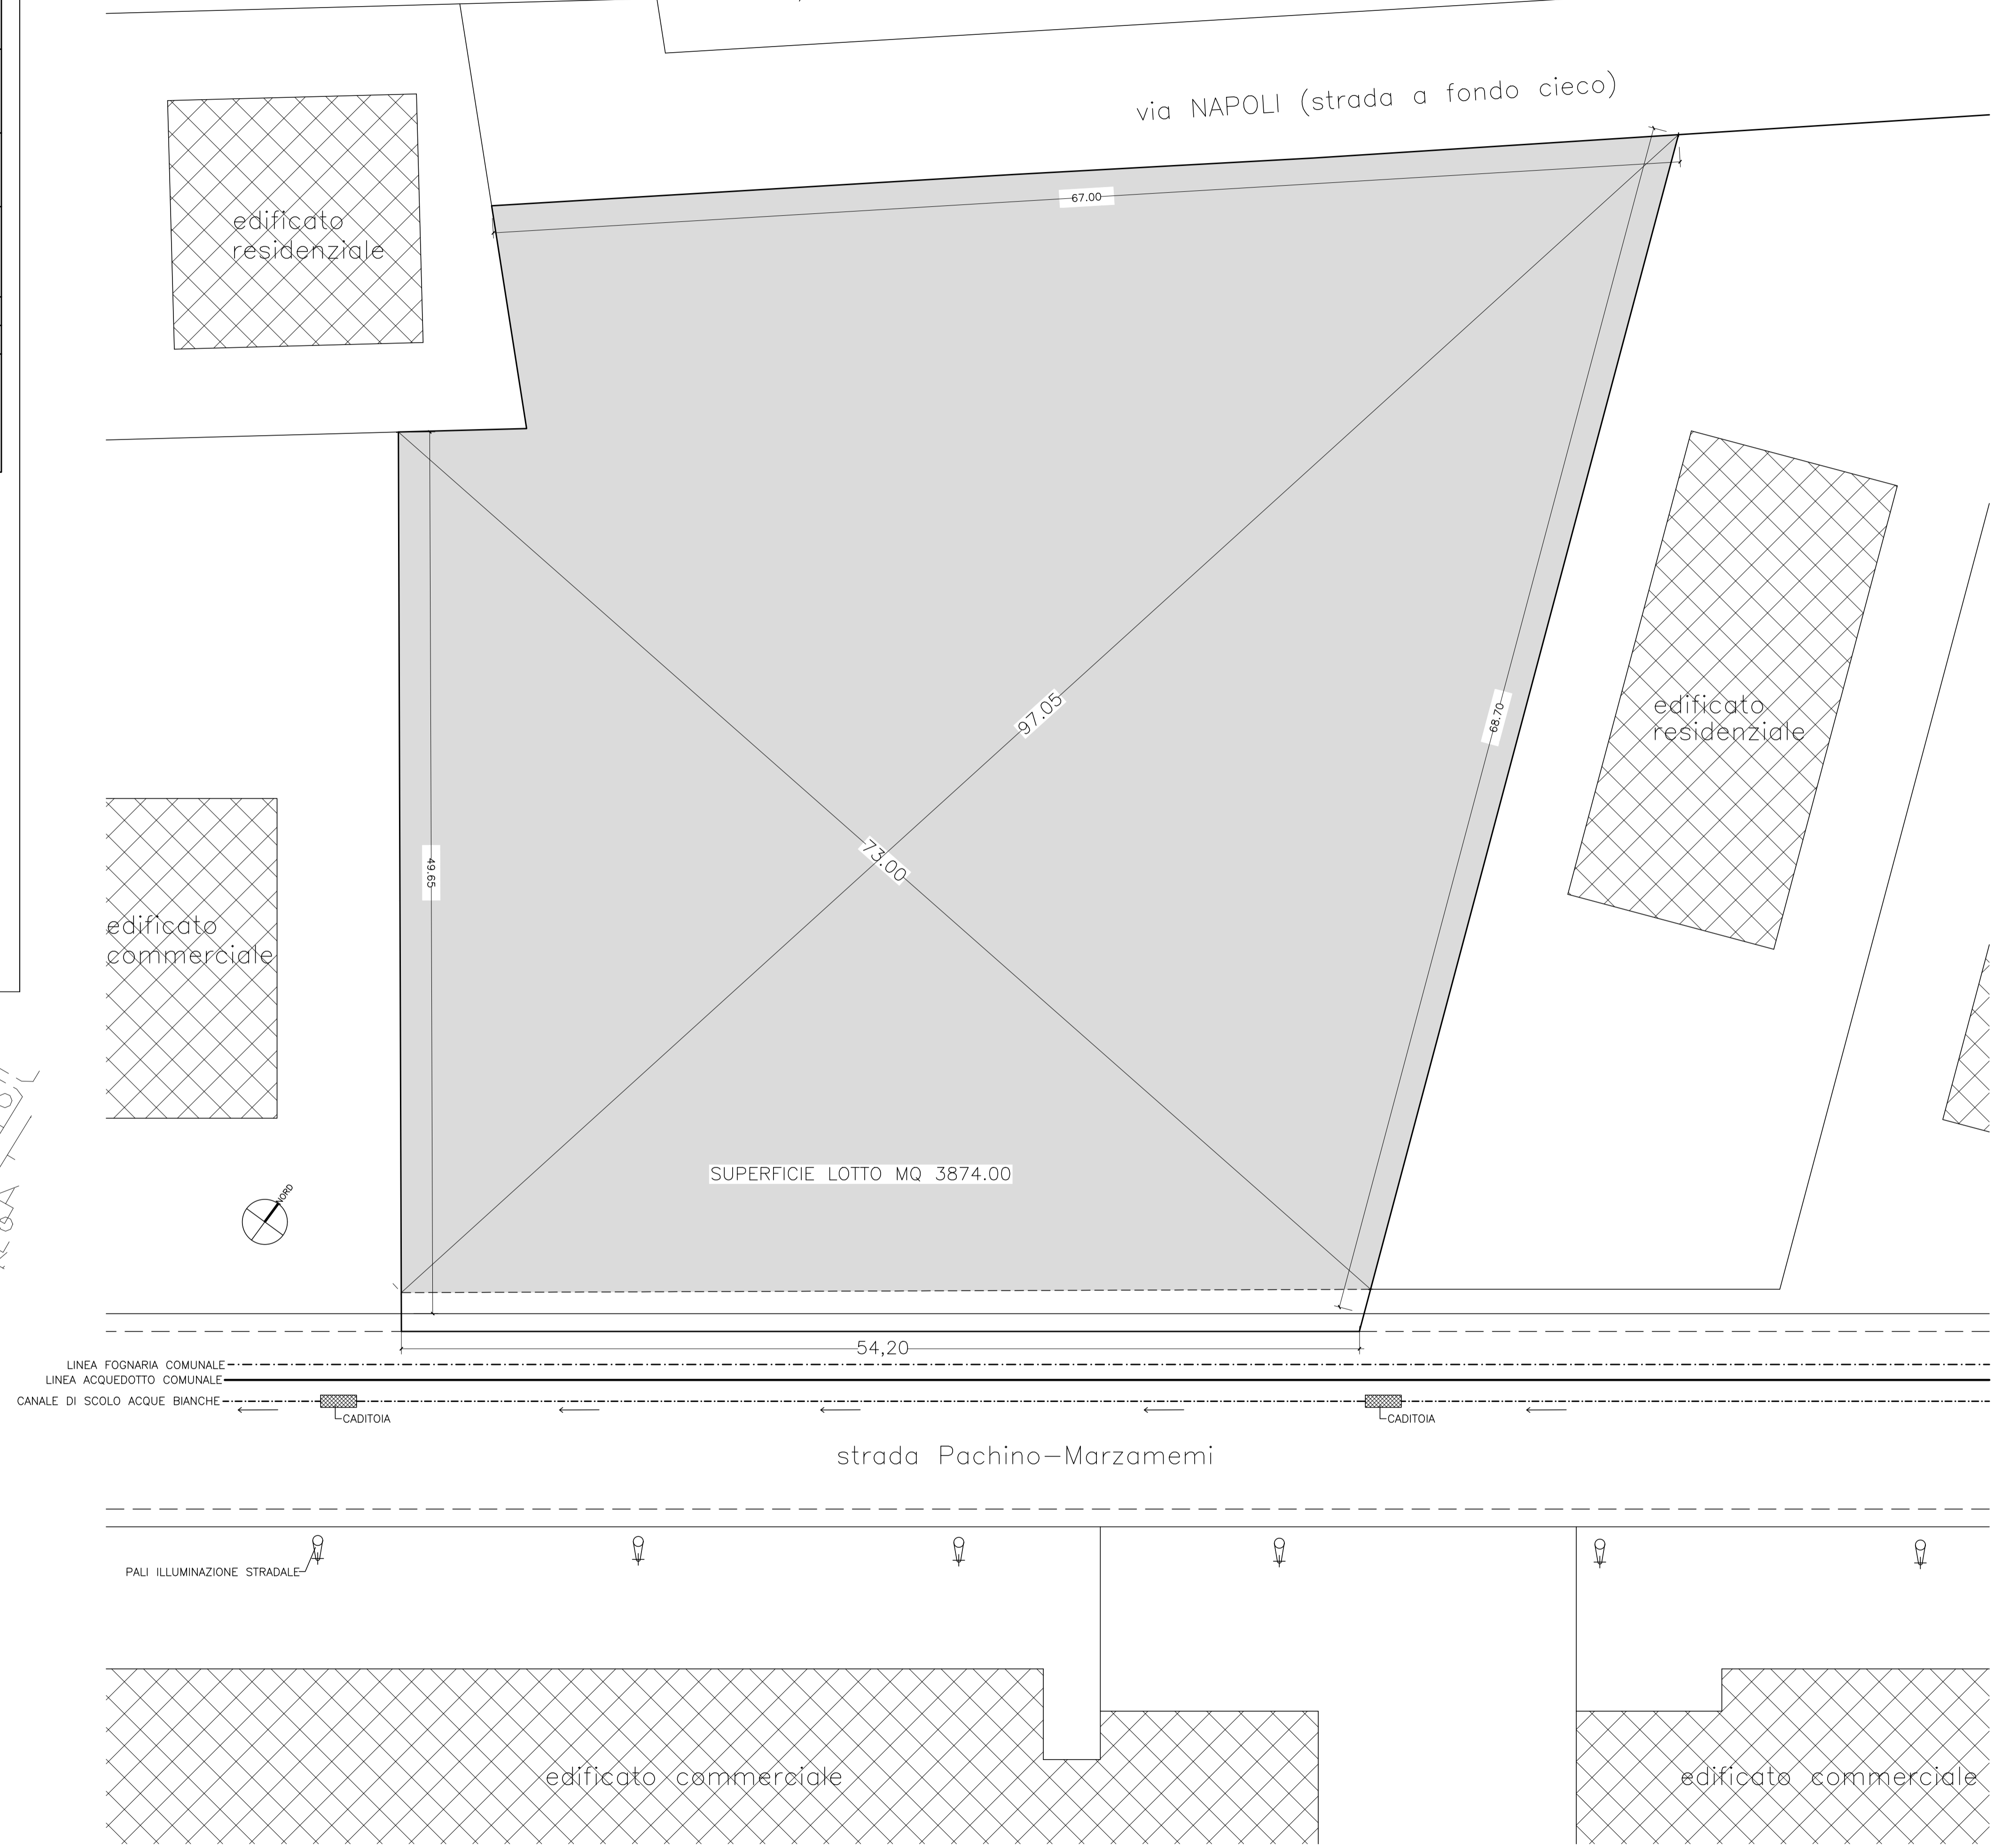 via NAPOLI (strada a fondo cieco)
67.00
edificato
residenziale
97.05
68.70
edificato
residenziale
73.00
49.65
edificato
commerciale
SUPERFICIE LOTTO MQ 3874.00
NORD
54,20
LINEA FOGNARIA COMUNALE
LINEA ACQUEDOTTO COMUNALE
CANALE DI SCOLO ACQUE BIANCHE
CADITOIA
CADITOIA
strada Pachino-Marzamemi
PALI ILLUMINAZIONE STRADALE
edificato commerciale
edificato commerciale